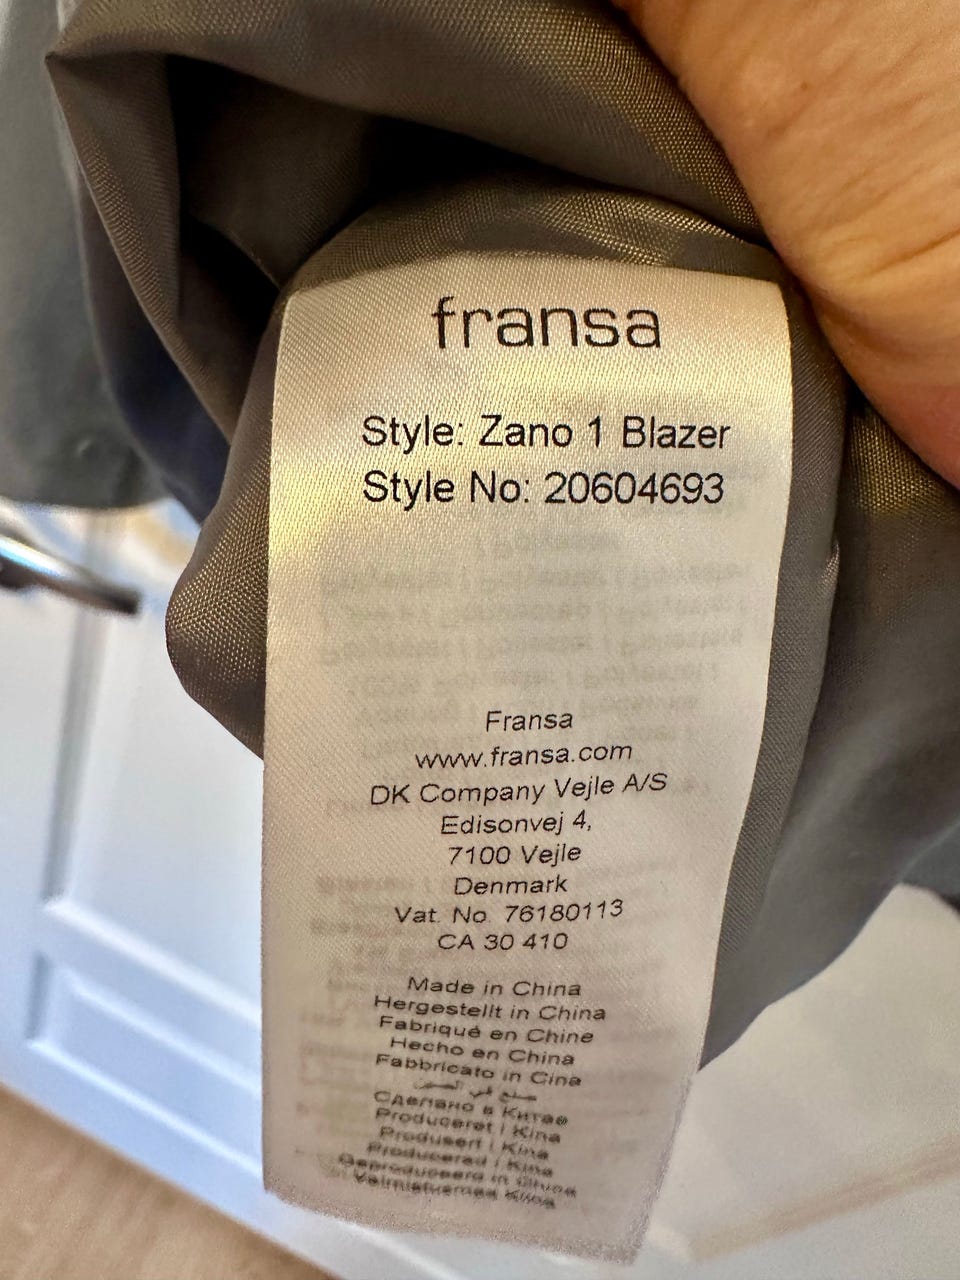 fransa
Style: Zano 1 Blazer
Style No: 20604693
Fransa
www.fransa.com
DK Company Vejle A/S
Edisonvej 4,
7100 Vejle
Denmark
Vat. No. 76180113
CA 30 410
Made in China
Hergestellt in China
Fabriqué en Chine
Hecho en China
Fabbricato in Cina
صنع في الصين
Сделано в Китае
Produceret i Kina
Produsert i Kina
Producerad i Kina
Geproduceerd in China
Valmistuemaa Kiina